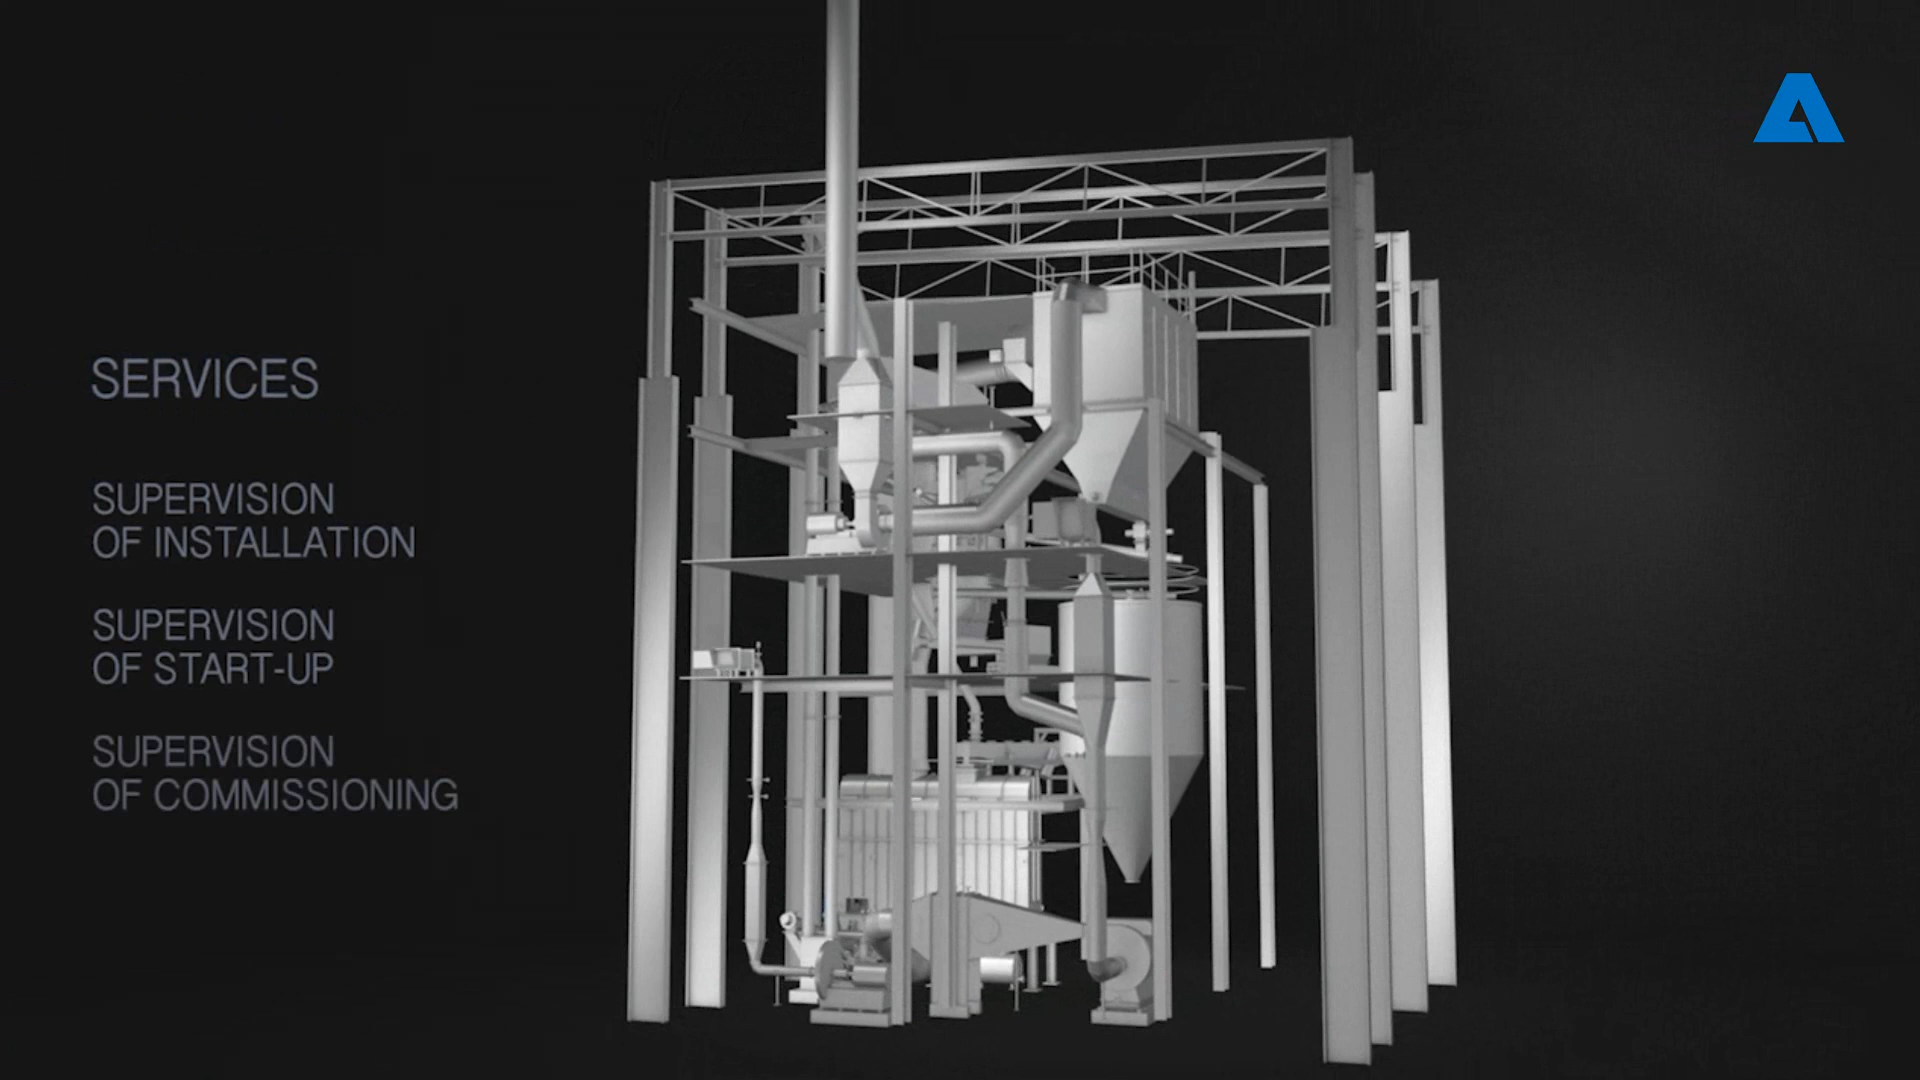 SERVICES
SUPERVISION
OF INSTALLATION
SUPERVISION
OF START-UP
SUPERVISION
OF COMMISSIONING